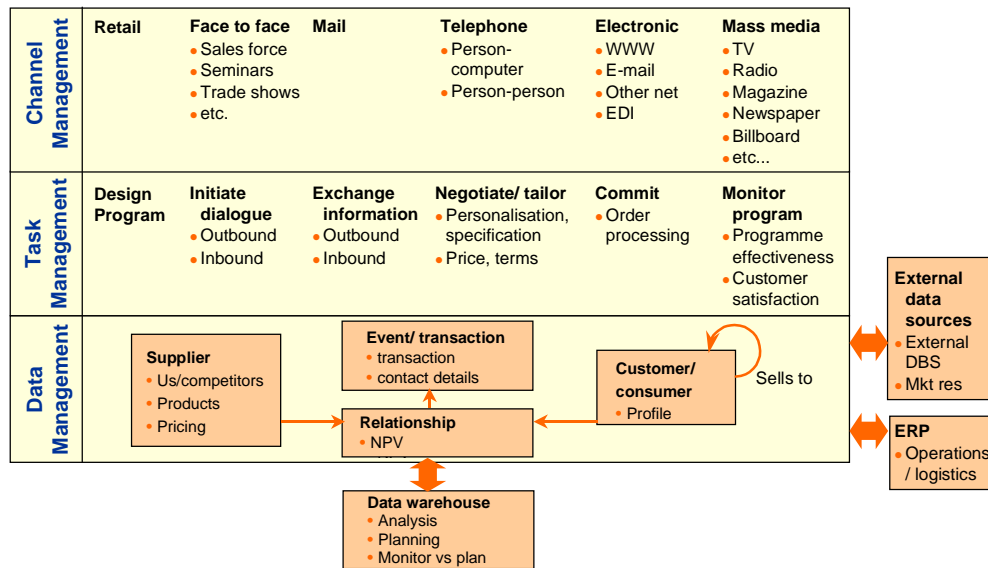 Channel
Management
Retail
Face to face
• Sales force
• Seminars
• Trade shows
• etc.
Mail
Telephone
• Person-
computer
• Person-person
Electronic
• WWW
• E-mail
• Other net
• EDI
Mass media
• TV
• Radio
• Magazine
• Newspaper
• Billboard
• etc...
Task
Management
Design
Program
Initiate
dialogue
• Outbound
• Inbound
Exchange
information
• Outbound
• Inbound
Negotiate/ tailor
• Personalisation,
specification
• Price, terms
Commit
• Order
processing
Monitor
program
• Programme
effectiveness
• Customer
satisfaction
Data
Management
Supplier
• Us/competitors
• Products
• Pricing
Event/ transaction
• transaction
• contact details
Relationship
• NPV
Customer/
consumer
• Profile
Sells to
External
data
sources
• External
DBS
• Mkt res
ERP
• Operations
/ logistics
Data warehouse
• Analysis
• Planning
• Monitor vs plan